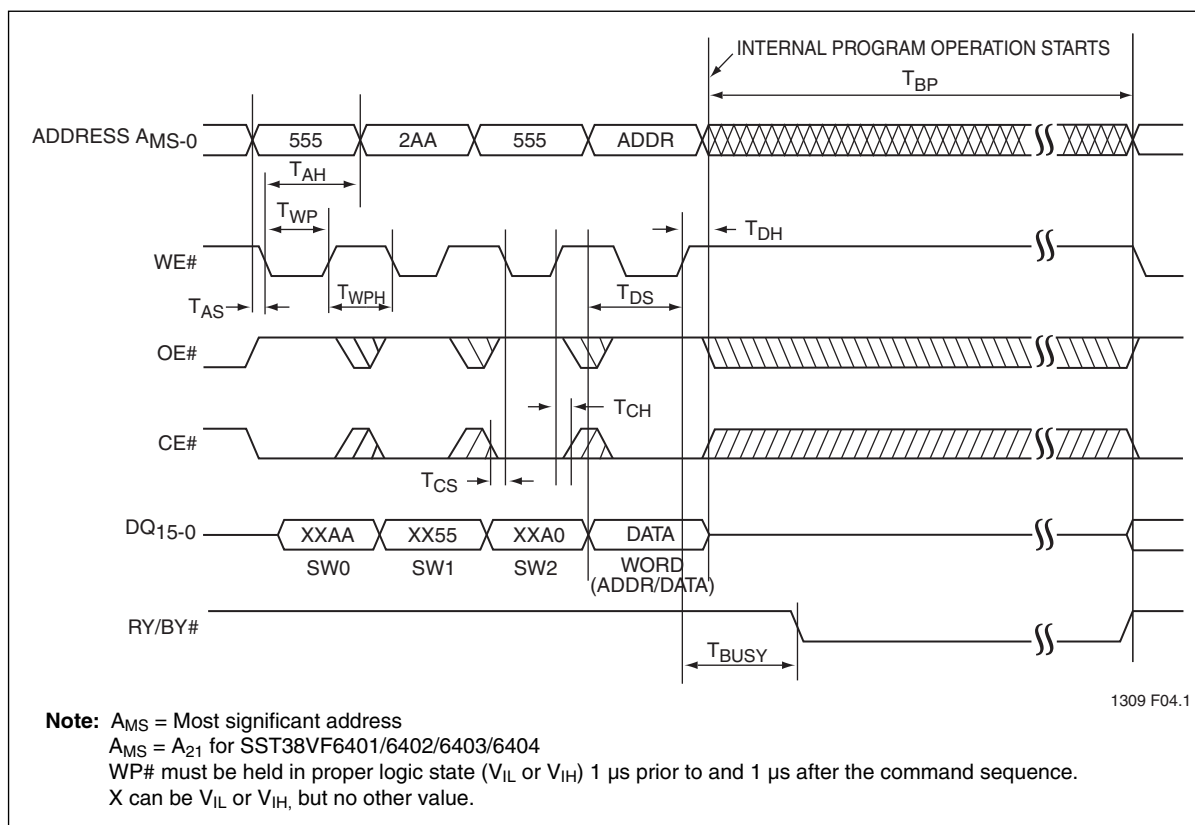 INTERNAL PROGRAM OPERATION STARTS
TBP
ADDRESS AMS-0
555
2AA
555
ADDR
TAH
TWP
TDH
WE#
TWPH
TDS
TAS
OE#
TCH
CE#
TCS
DQ15-0
XXAA
XX55
XXA0
DATA
SW0
SW1
SW2
WORD
(ADDR/DATA)
RY/BY#
TBUSY
1309 F04.1
Note: AMS = Most significant address
AMS = A21 for SST38VF6401/6402/6403/6404
WP# must be held in proper logic state (VIL or VIH) 1 µs prior to and 1 µs after the command sequence.
X can be VIL or VIH, but no other value.